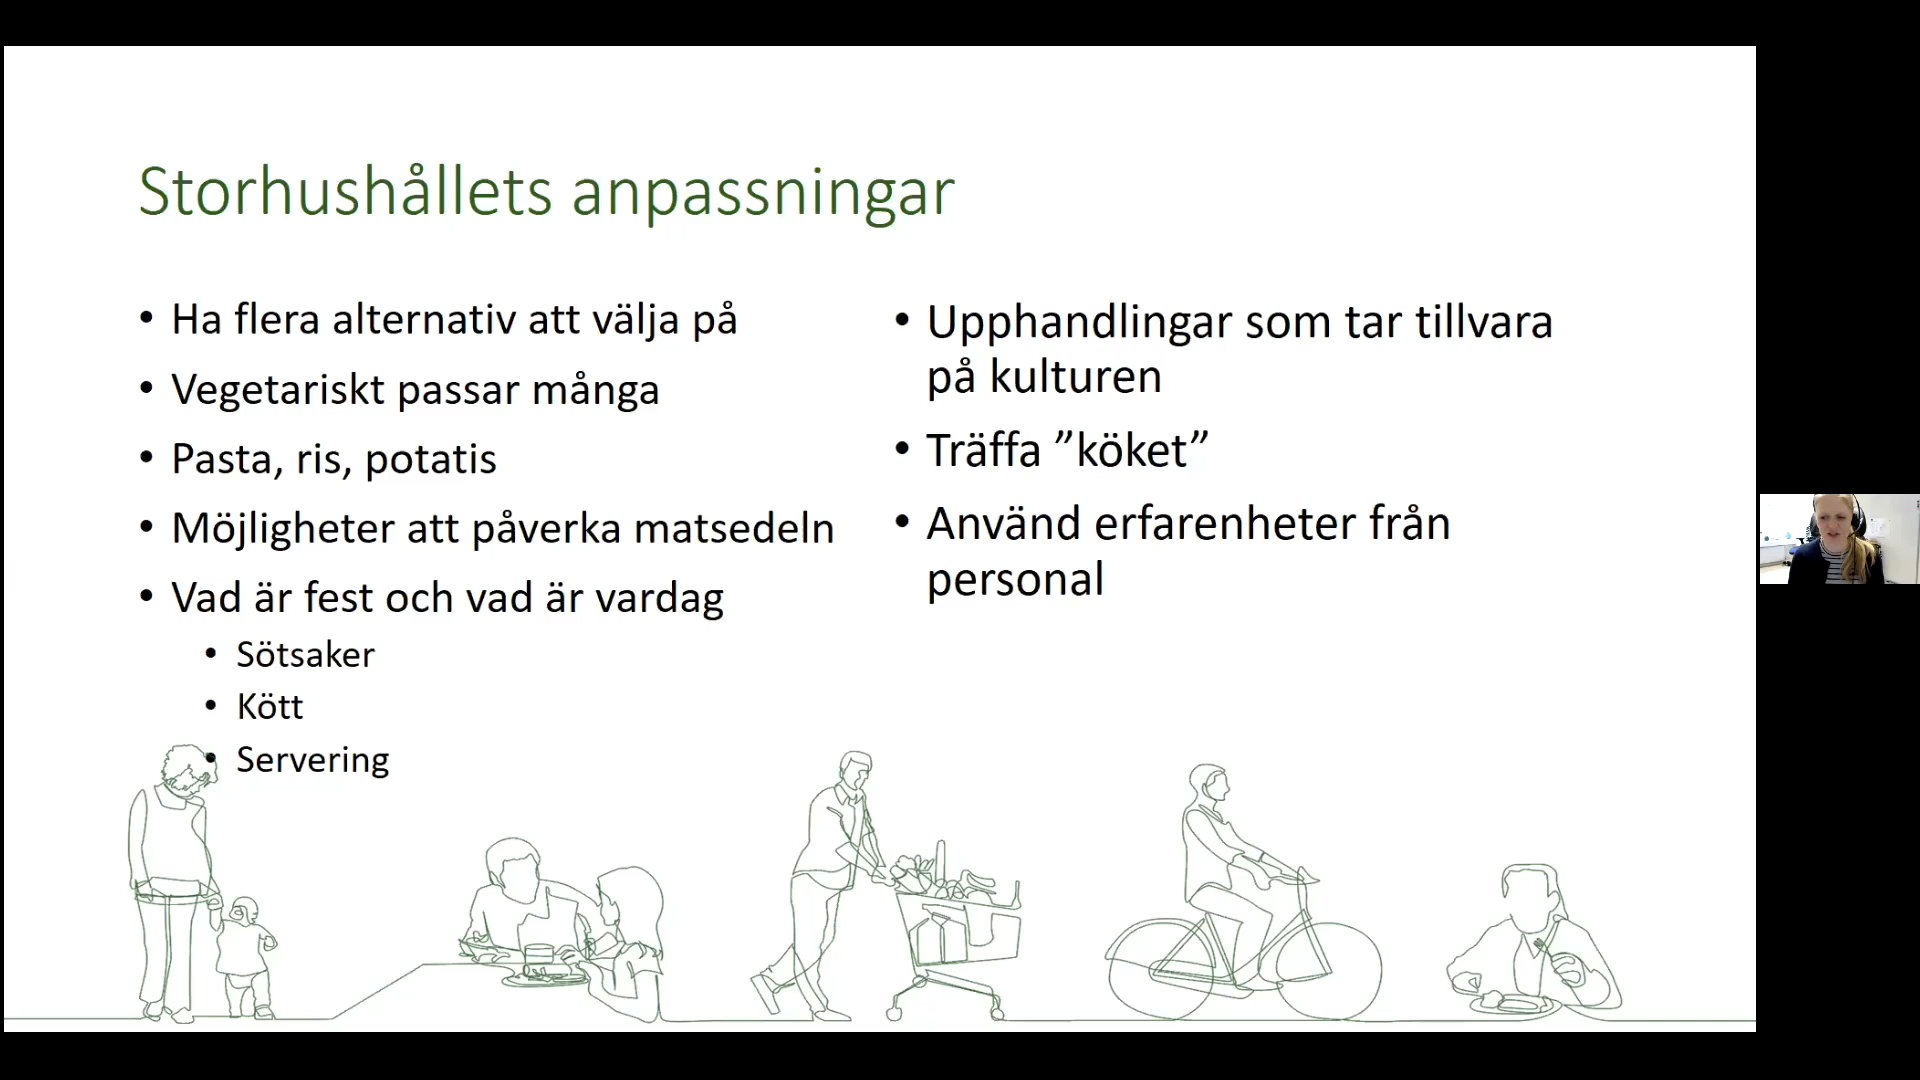 Storhushållets anpassningar
• Ha flera alternativ att välja på
• Vegetariskt passar många
• Pasta, ris, potatis
• Möjligheter att påverka matsedeln
• Vad är fest och vad är vardag
• Sötsaker
• Kött
• Servering
• Upphandlingar som tar tillvara
på kulturen
• Träffa ”köket”
• Använd erfarenheter från
personal